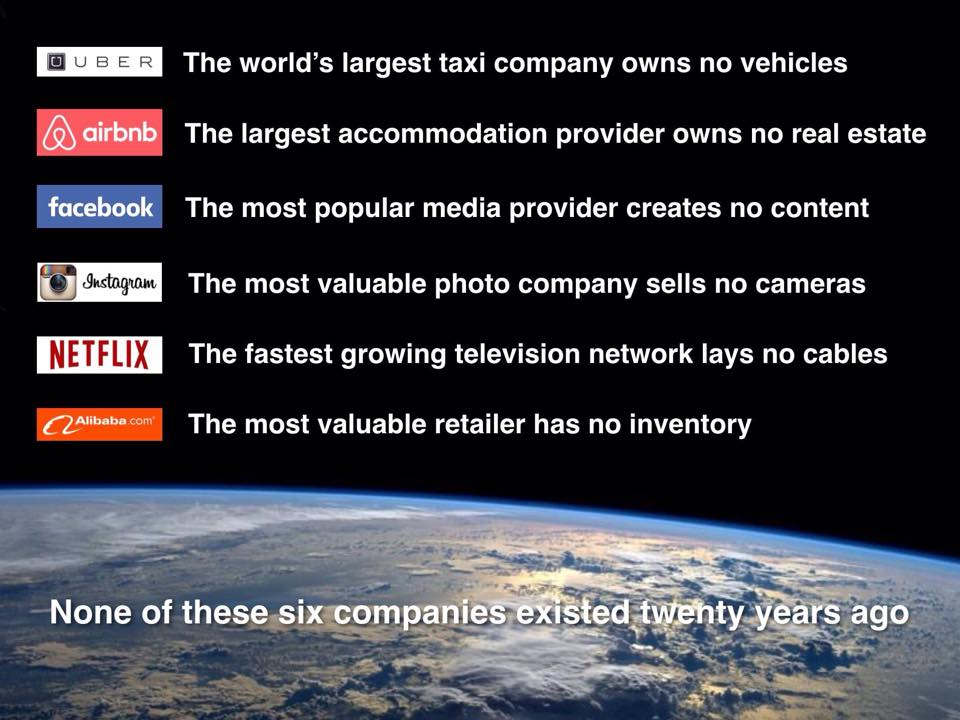 UBER The world's largest taxi company owns no vehicles
airbnb The largest accommodation provider owns no real estate
facebook The most popular media provider creates no content
Instagram The most valuable photo company sells no cameras
NETFLIX The fastest growing television network lays no cables
Alibaba.com The most valuable retailer has no inventory
None of these six companies existed twenty years ago